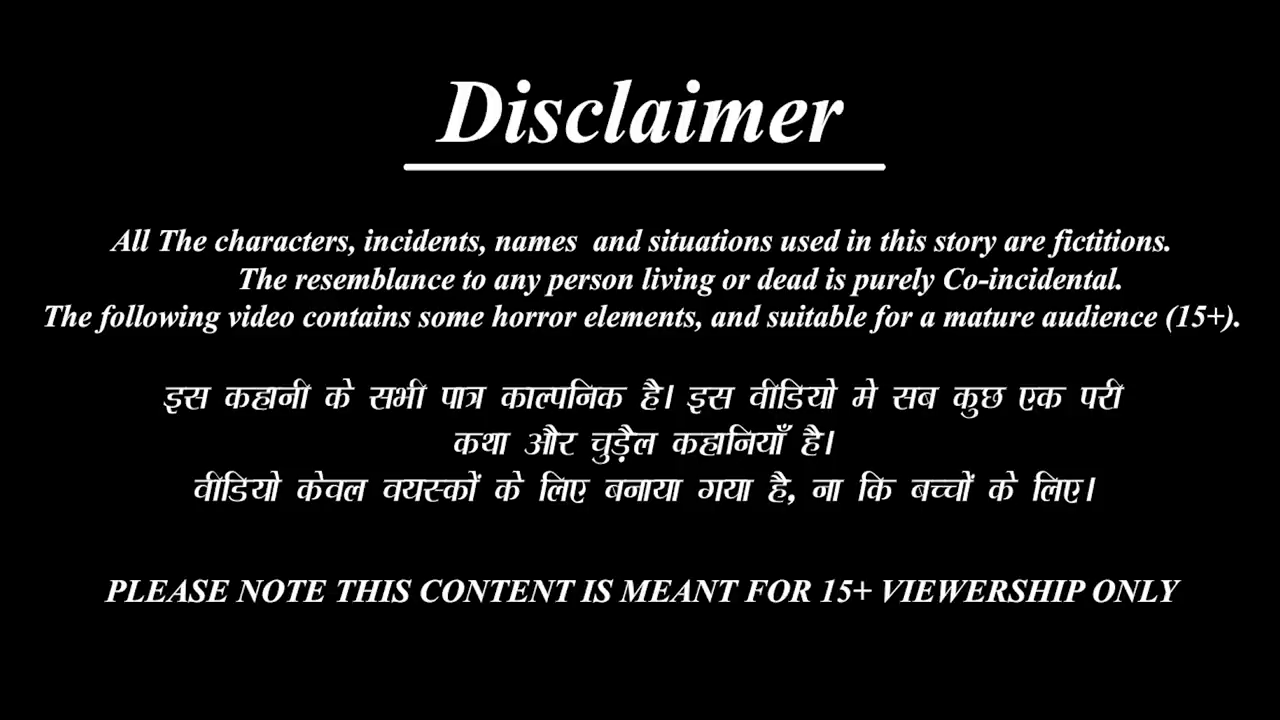 Disclaimer
All The characters, incidents, names and situations used in this story are fictitions.
The resemblance to any person living or dead is purely Co-incidental.
The following video contains some horror elements, and suitable for a mature audience (15+).
इस कहानी के सभी पात्र काल्पनिक है। इस वीडियो मे सब कुछ एक परी
कथा और चुड़ैल कहानियाँ है।
वीडियो केवल वयस्कों के लिए बनाया गया है, ना कि बच्चों के लिए।
PLEASE NOTE THIS CONTENT IS MEANT FOR 15+ VIEWERSHIP ONLY